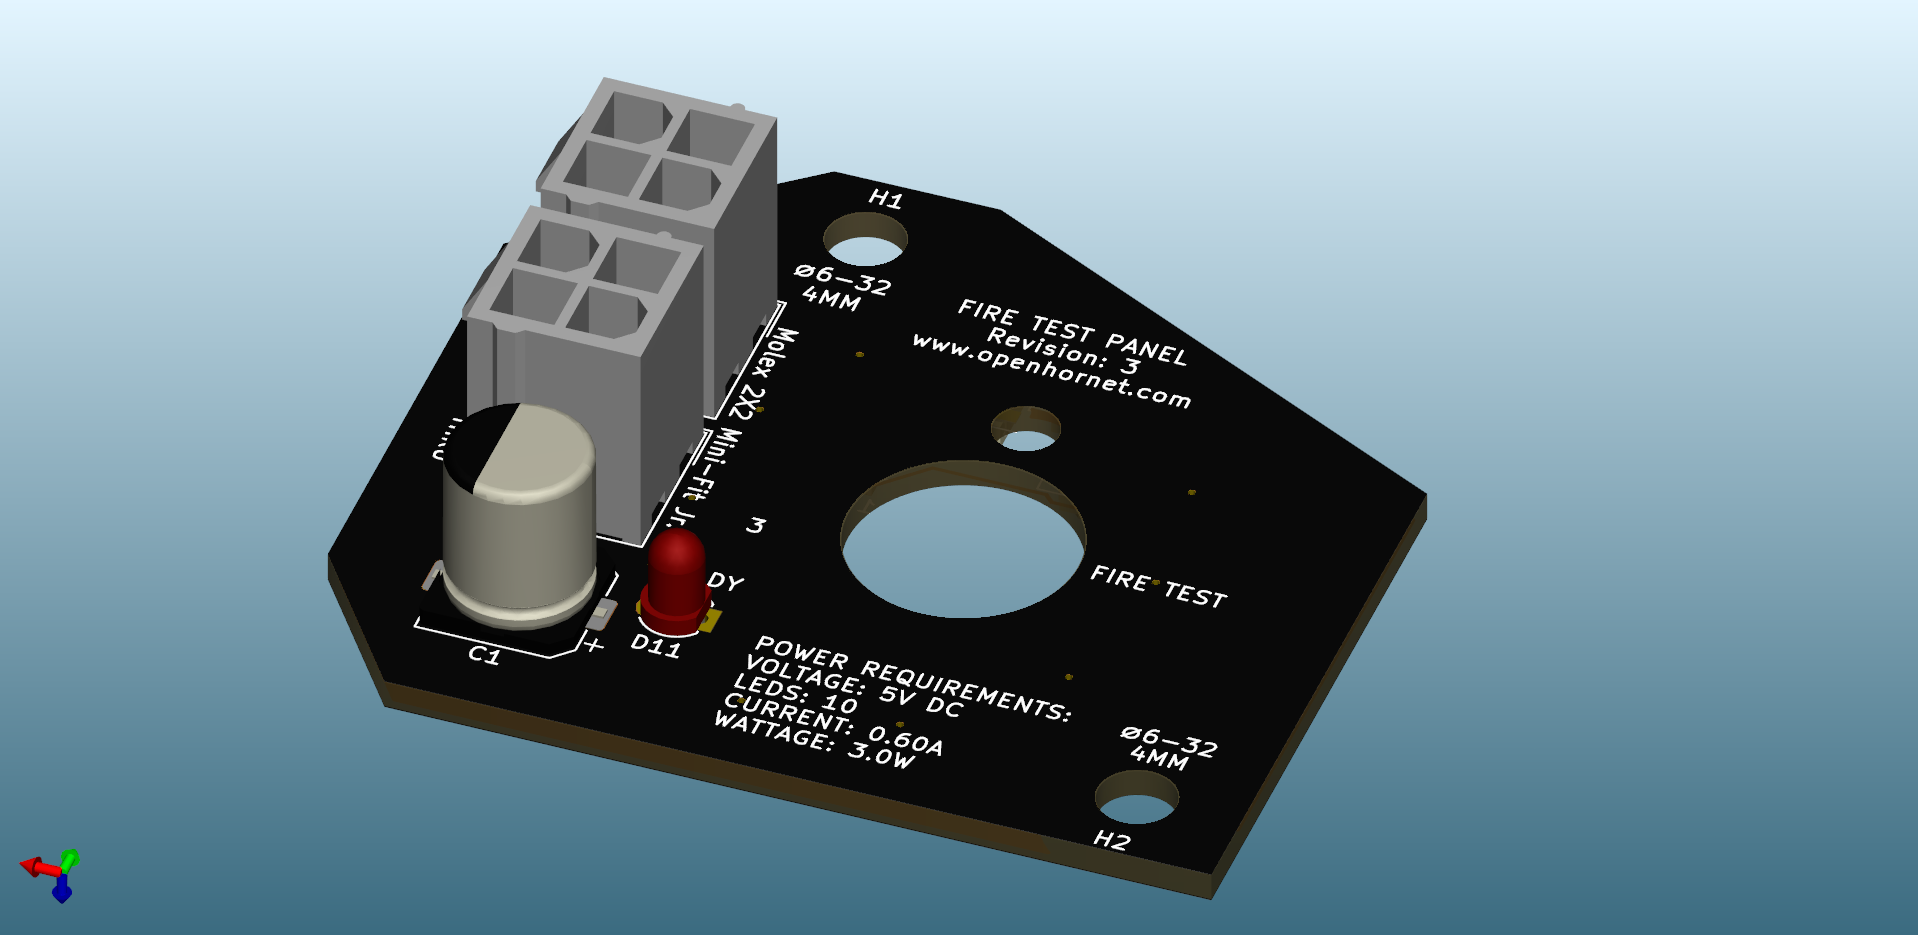 H1
ø6-32
4MM
FIRE TEST PANEL
Revision: 3
www.openhornet.com
Molex 2X2 Mini-Fit Jr.
3
DY
FIRE TEST
D11
C1
+
POWER REQUIREMENTS:
VOLTAGE: 5V DC
LEDS: 10
CURRENT: 0.60A
WATTAGE: 3.0W
ø6-32
4MM
H2